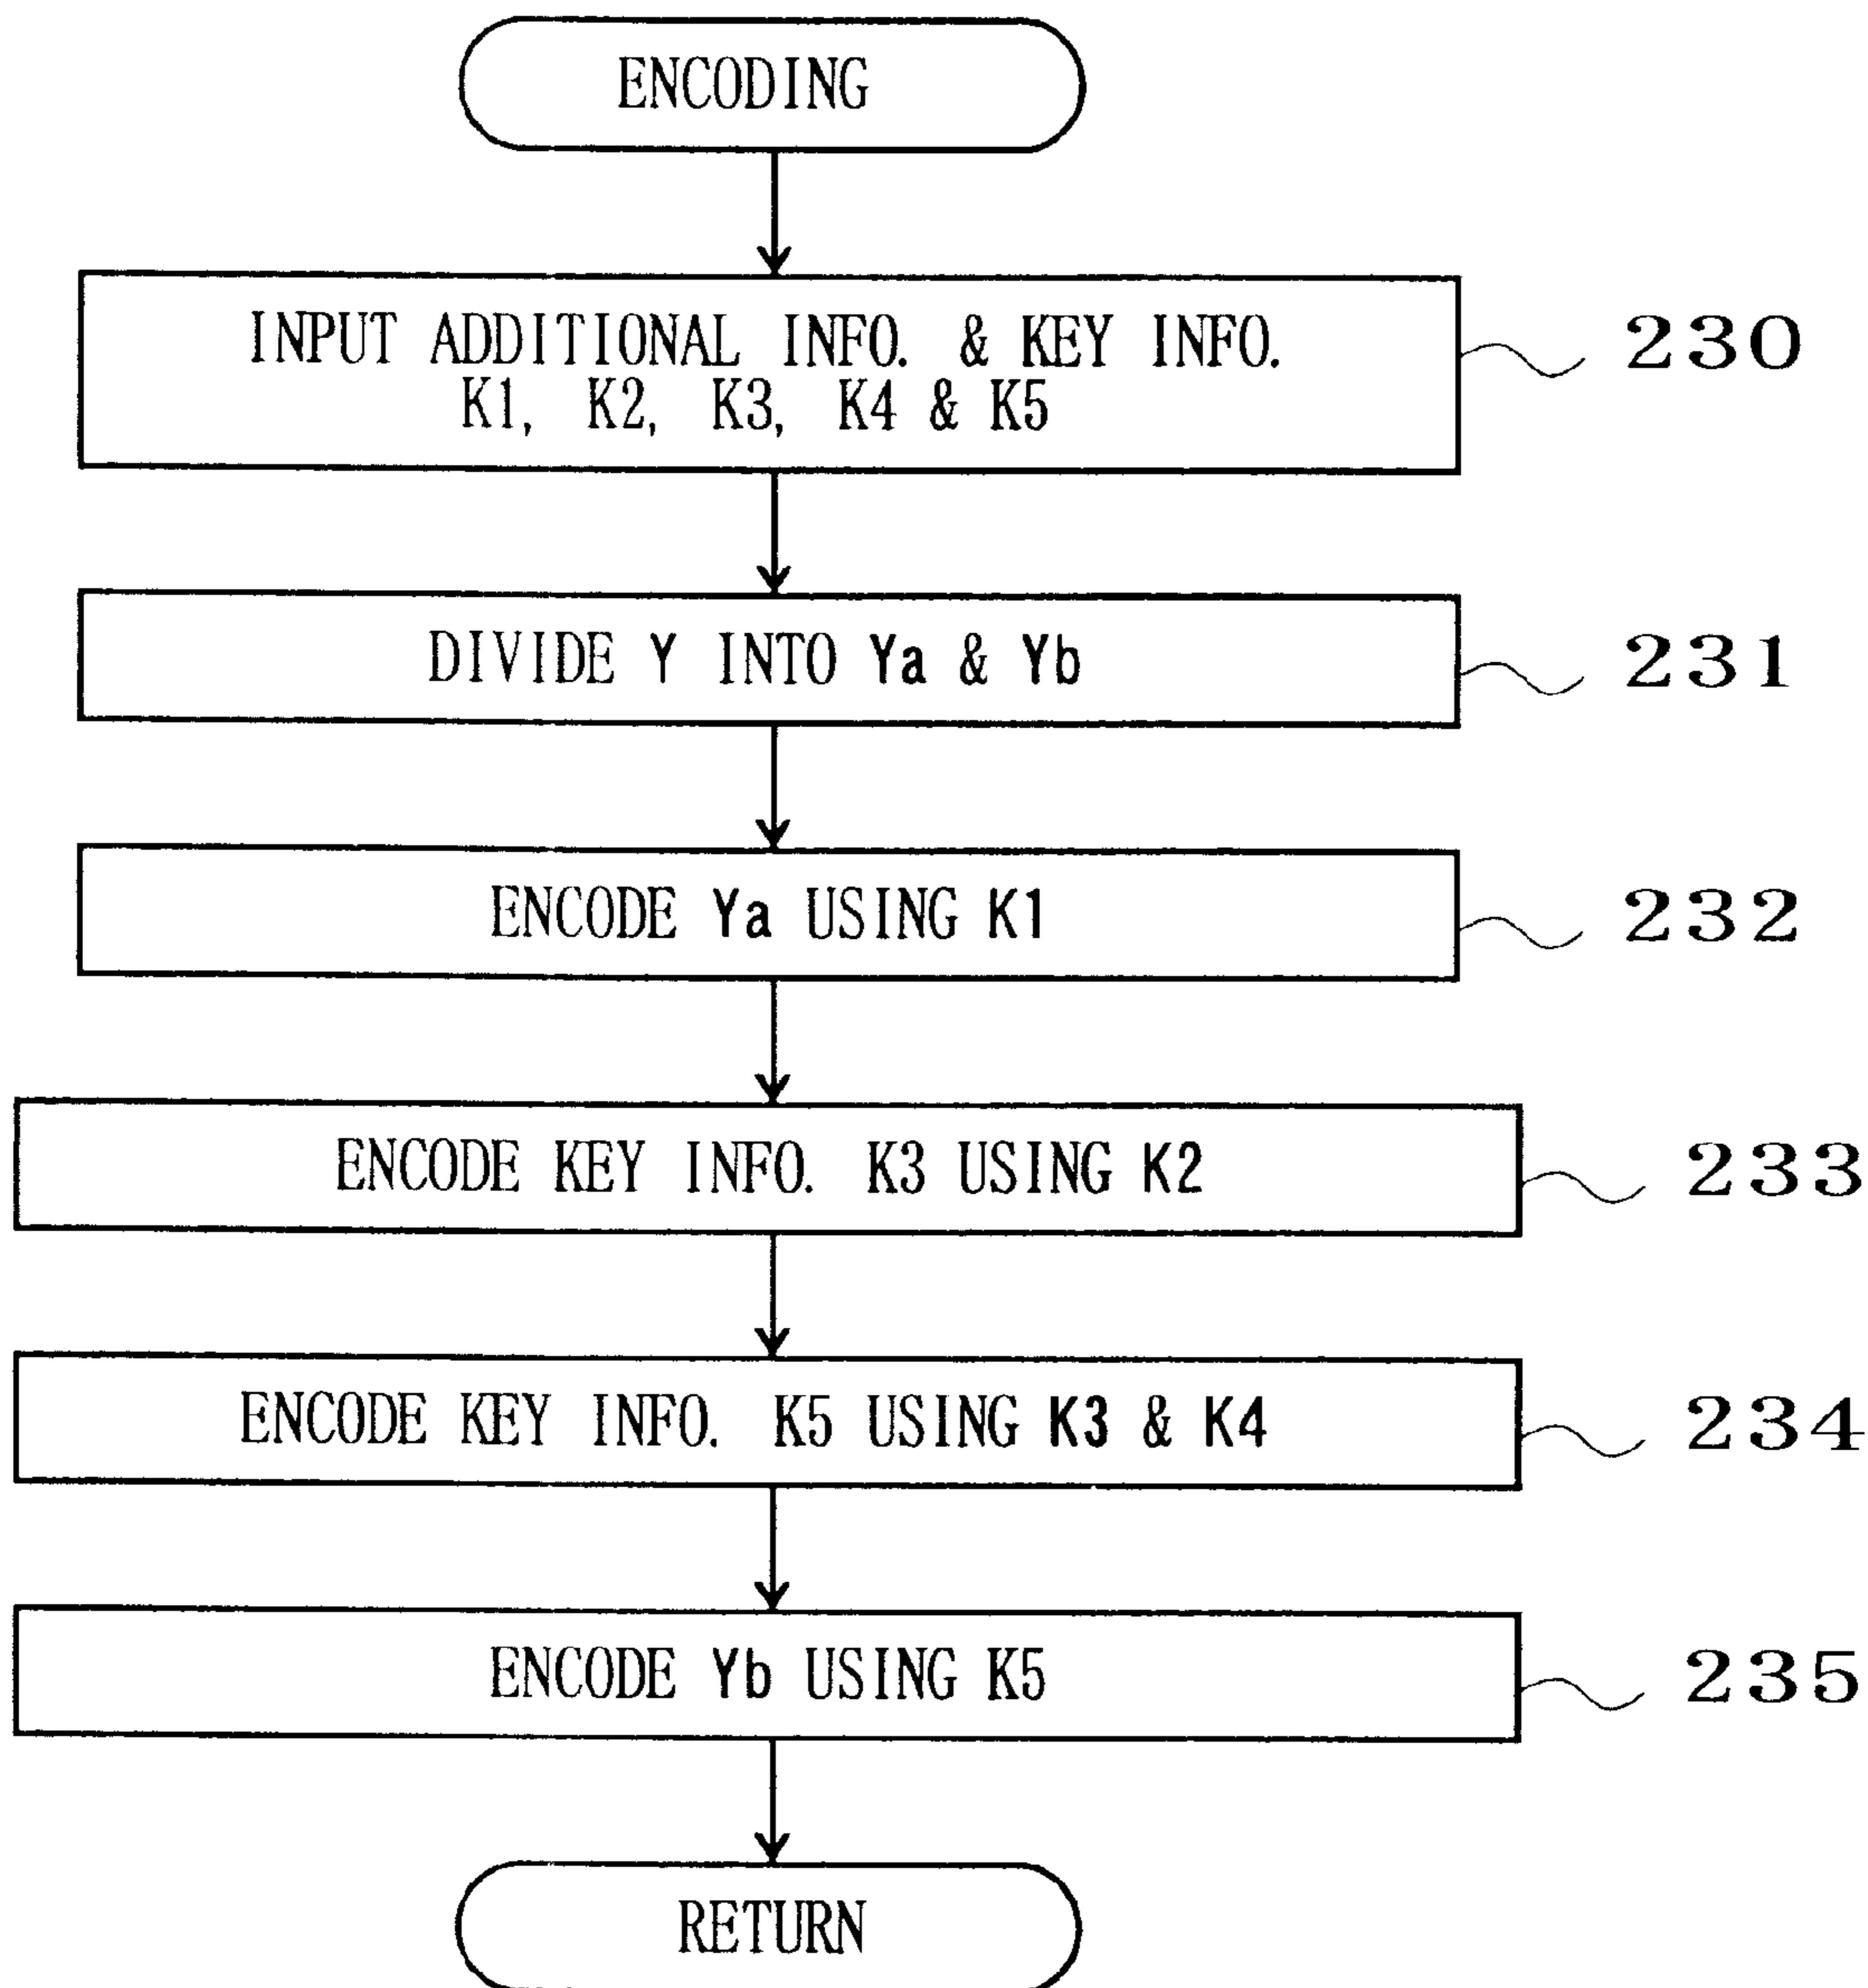 ENCODING
INPUT ADDITIONAL INFO. & KEY INFO.
K1, K2, K3, K4 & K5
230
DIVIDE Y INTO Ya & Yb
231
ENCODE Ya USING K1
232
ENCODE KEY INFO. K3 USING K2
233
ENCODE KEY INFO. K5 USING K3 & K4
234
ENCODE Yb USING K5
235
RETURN